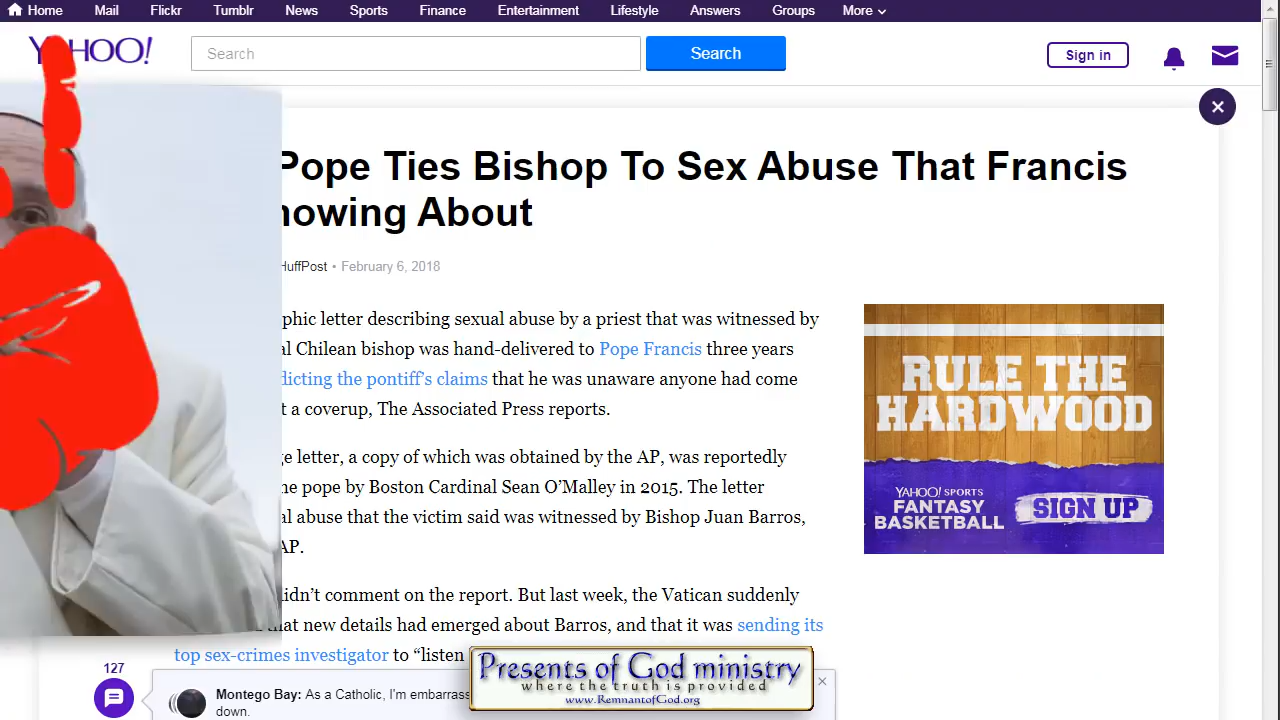 Home Mail Flickr Tumblr News Sports Finance Entertainment Lifestyle Answers Groups More
YAHOO! Search Search Sign in
Pope Ties Bishop To Sex Abuse That Francis
nowing About
HuffPost • February 6, 2018
phic letter describing sexual abuse by a priest that was witnessed by
al Chilean bishop was hand-delivered to Pope Francis three years
dicting the pontiff’s claims that he was unaware anyone had come
t a coverup, The Associated Press reports.
ge letter, a copy of which was obtained by the AP, was reportedly
he pope by Boston Cardinal Sean O’Malley in 2015. The letter
al abuse that the victim said was witnessed by Bishop Juan Barros,
AP.
idn’t comment on the report. But last week, the Vatican suddenly
that new details had emerged about Barros, and that it was sending its
top sex-crimes investigator to “listen
RULE THE
HARDWOOD
YAHOO! SPORTS
FANTASY
BASKETBALL
SIGN UP
127
Montego Bay: As a Catholic, I'm embarrass
down.
Presents of God ministry
where the truth is provided
www.RemnantofGod.org